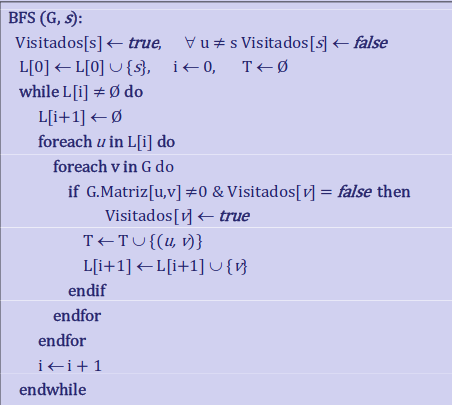 BFS (G, s):
Visitados[s] ← true, ∀ u ≠ s Visitados[s] ← false
L[0] ← L[0] ∪ {s}, i ← 0, T ← Ø
while L[i] ≠ Ø do
L[i+1] ← Ø
foreach u in L[i] do
foreach v in G do
if G.Matriz[u,v] ≠0 & Visitados[v] = false then
Visitados[v] ← true
T ← T ∪ {(u, v)}
L[i+1] ← L[i+1] ∪ {v}
endif
endfor
endfor
i ← i + 1
endwhile